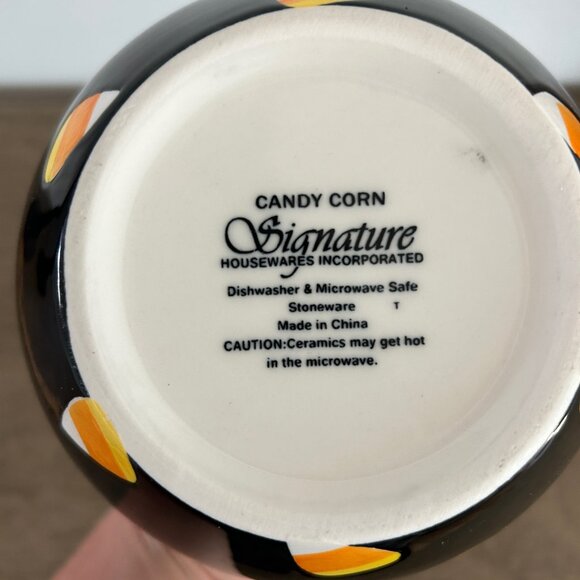 CANDY CORN
Signature
HOUSEWARES INCORPORATED
Dishwasher & Microwave Safe
Stoneware T
Made in China
CAUTION:Ceramics may get hot
in the microwave.